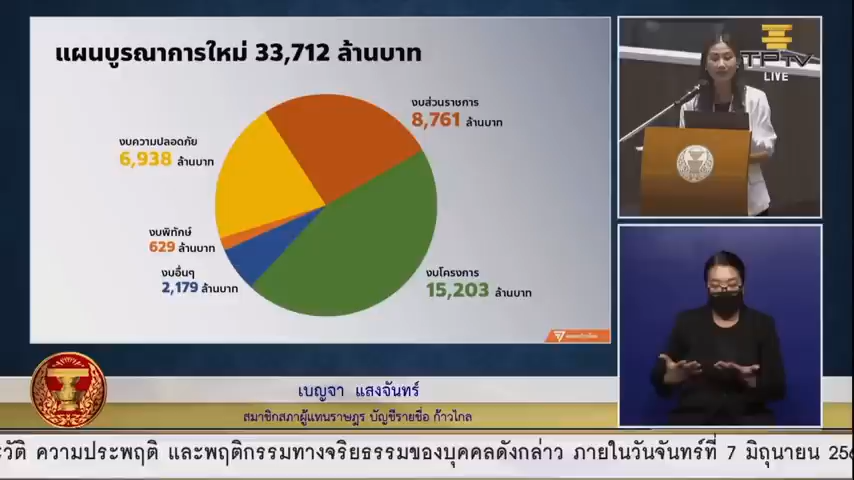 แผนบูรณาการใหม่ 33,712 ล้านบาท
งบส่วนราชการ
8,761 ล้านบาท
งบความปลอดภัย
6,938 ล้านบาท
งบพิทักษ์
629 ล้านบาท
งบอื่นๆ
2,179 ล้านบาท
งบโครงการ
15,203 ล้านบาท
TPTV
LIVE
เบญจา แสงจันทร์
สมาชิกสภาผู้แทนราษฎร บัญชีรายชื่อ ก้าวไกล
ความประพฤติ และพฤติกรรมทางจริยธรรมของบุคคลดังกล่าว ภายในวันจันทร์ที่ 7 มิถุนายน